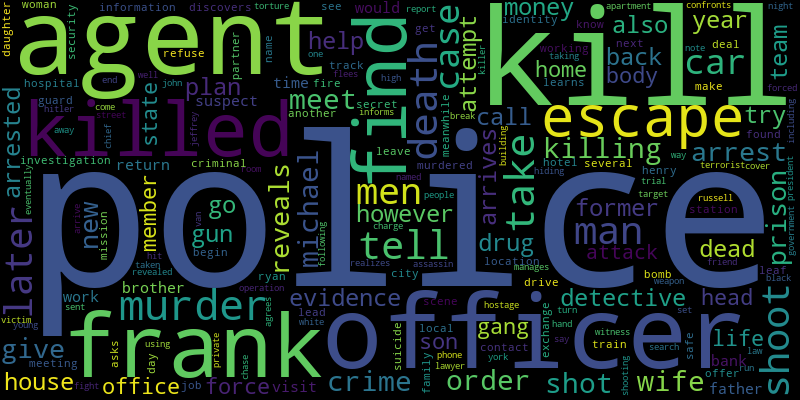 woman
information
discovers
torture
see
would
money
year
apartment
confronts
night
daughter
agent
security
hospital
refuse
partner
name
help
find
report
get
case
identity
kill
also
car
know
note
working
taking
next
back
home
learns
body
deal
make
team
forced
guard
hitler
end
come
well
john
plan
time
one
fire
track
high
death
attempt
killer
suspect
meet
secret
arrested
state
away
street
jeffrey
another
informs
meanwhile
break
call
escape
try
found
including
killed
investigation
chief
criminal
leave
murdered
take
killing
arrest
way
eventually
return
room
michael
men
named
people
arrives
building
hotel
several
henry
terrorist
cover
hiding
trial
president
later
police
new
member
go
reveals
however
charge
former
target
russell
prison
government
mission
arrive
revealed
gun
following
tell
realizes
assassin
drug
man
station
dead
friend
hit
van
begin
city
location
attack
taken
ryan
manages
bomb
leaf
black
work
brother
operation
evidence
drive
weapon
sent
murder
agrees
scene
hostage
detective
head
shoot
victim
young
frank
lead
white
officer
son
gang
exchange
turn
set
give
asks
using
private
chase
suicide
local
contact
hand
witness
safe
life
meeting
day
family
phone
york
say
train
search
law
lawyer
bank
run
house
office
job
force
visit
crime
order
shot
shooting
wife
offer
father
fight